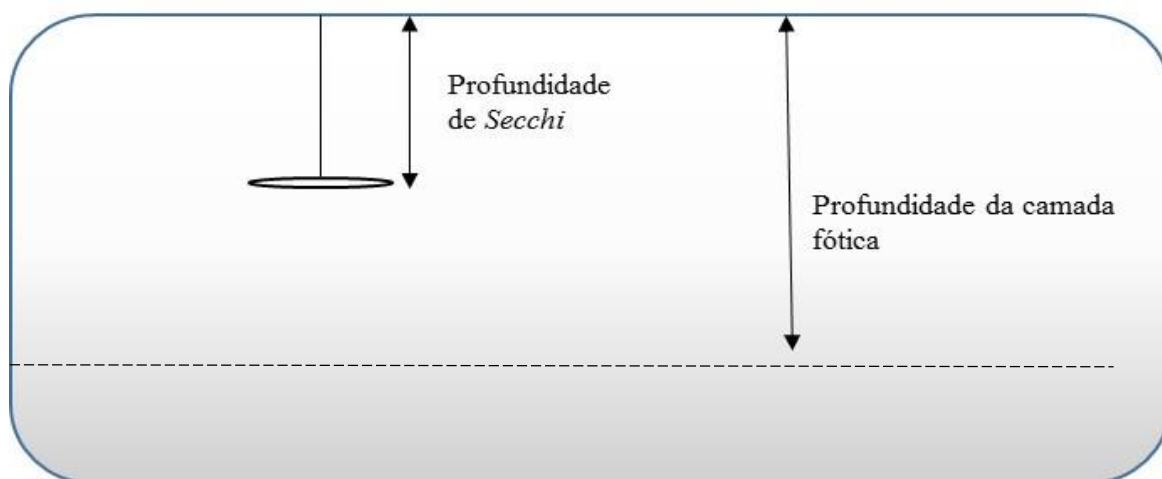 Profundidade
de Secchi
Profundidade da camada
fótica